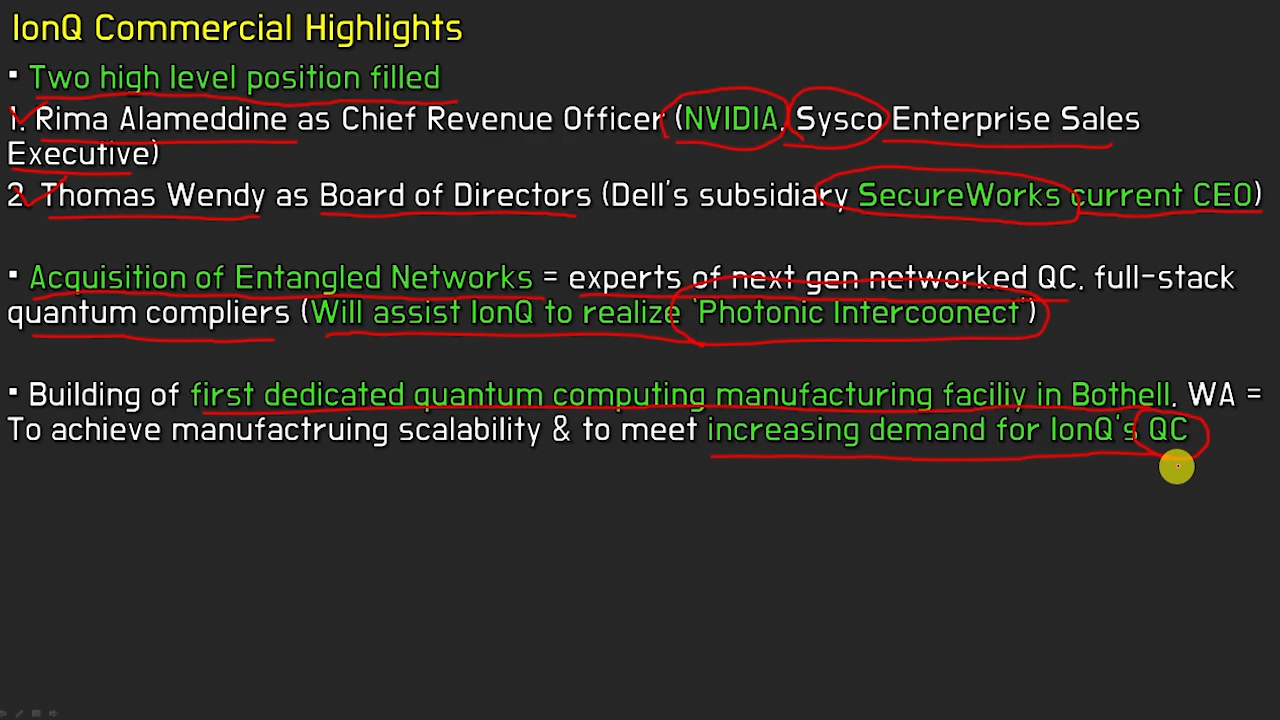 IonQ Commercial Highlights
▪ Two high level position filled
1. Rima Alameddine as Chief Revenue Officer (NVIDIA, Sysco Enterprise Sales
Executive)
2. Thomas Wendy as Board of Directors (Dell's subsidiary SecureWorks current CEO)
▪ Acquisition of Entangled Networks = experts of next gen networked QC, full-stack
quantum compliers (Will assist IonQ to realize 'Photonic Intercoonect")
▪ Building of first dedicated quantum computing manufacturing faciliy in Bothell, WA =
To achieve manufactruing scalability & to meet increasing demand for IonQ's QC